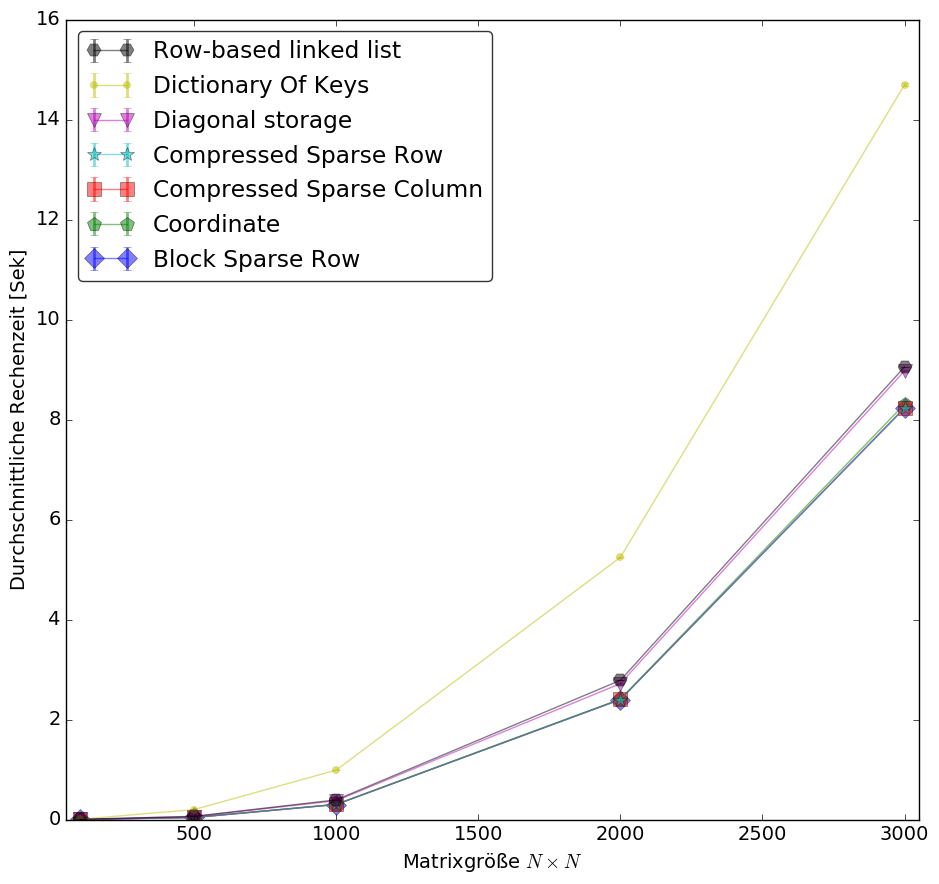 16
14
12
10
8
6
4
2
0
Durchschnittliche Rechenzeit [Sek]
Row-based linked list
Dictionary Of Keys
Diagonal storage
Compressed Sparse Row
Compressed Sparse Column
Coordinate
Block Sparse Row
500 1000 1500 2000 2500 3000
Matrixgröße N × N